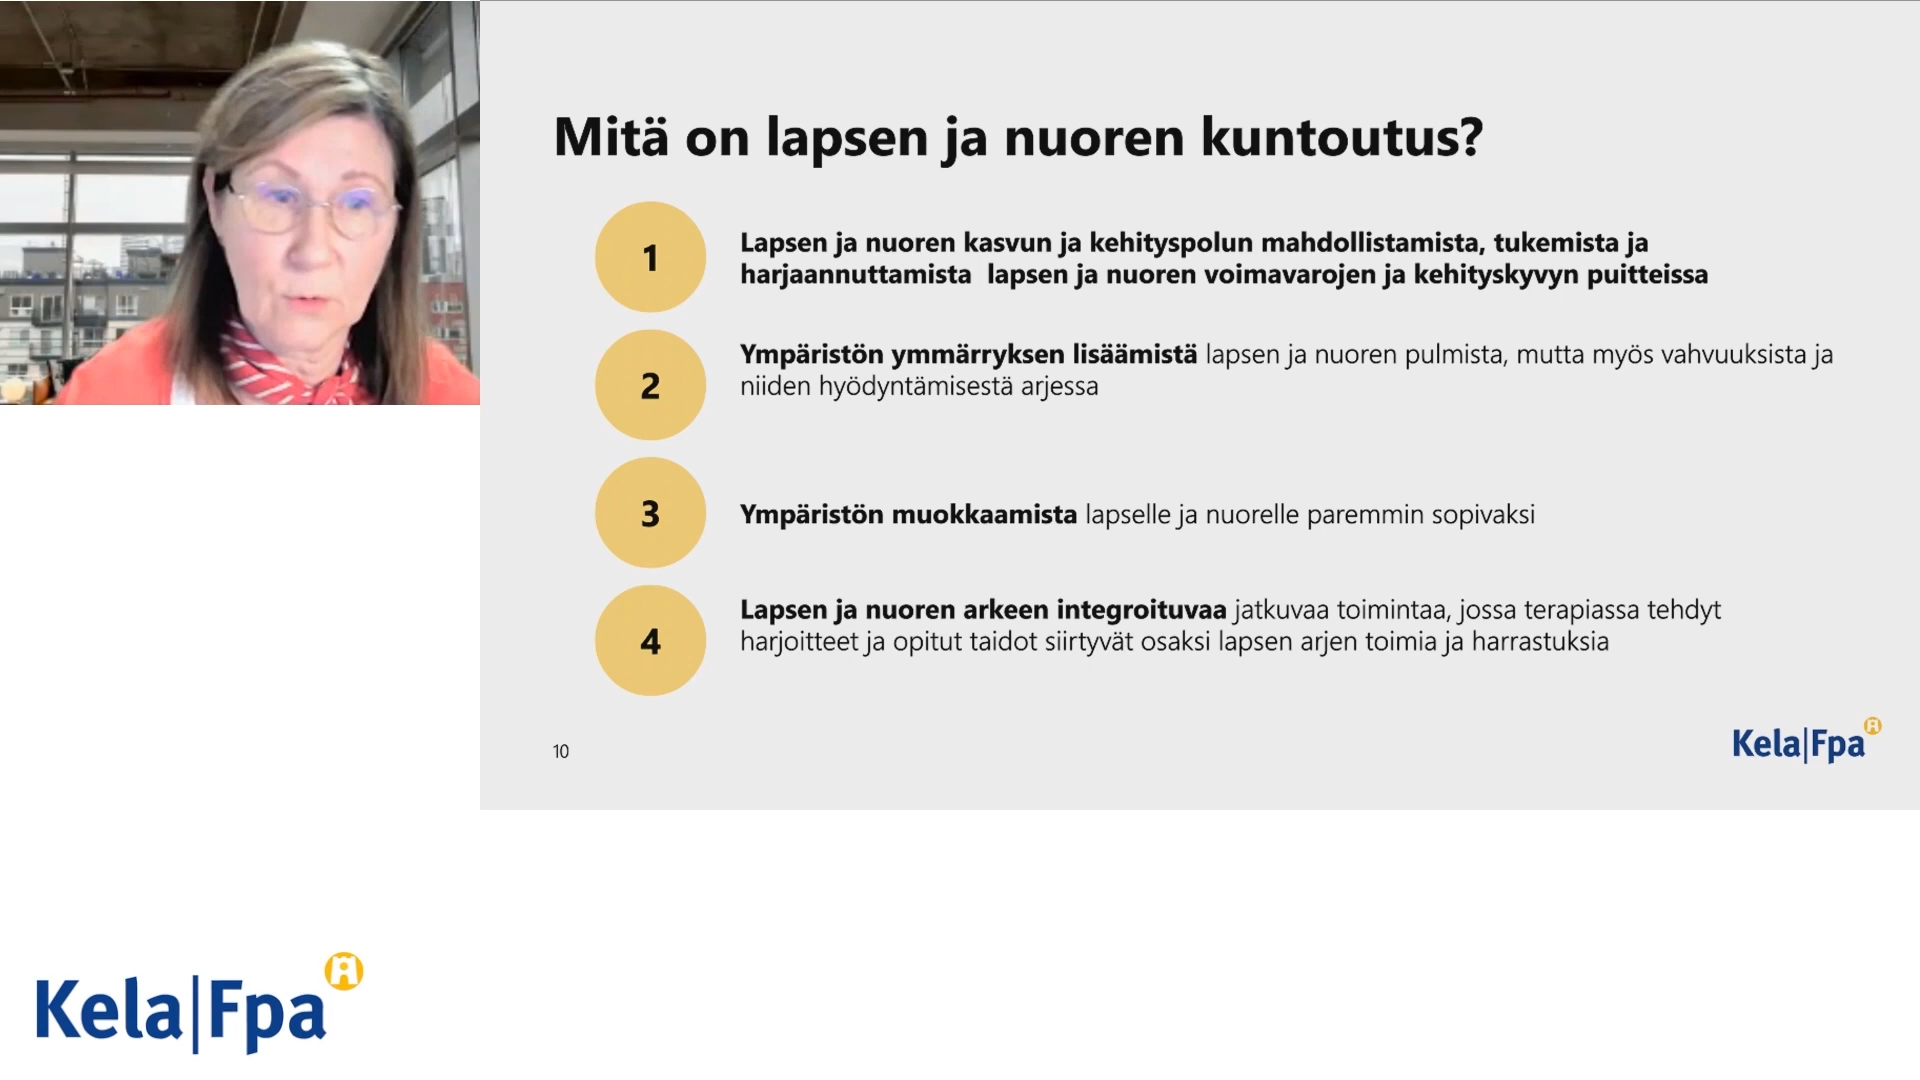 Mitä on lapsen ja nuoren kuntoutus?
1
Lapsen ja nuoren kasvun ja kehityspolun mahdollistamista, tukemista ja
harjaannuttamista  lapsen ja nuoren voimavarojen ja kehityskyvyn puitteissa
2
Ympäristön ymmärryksen lisäämistä lapsen ja nuoren pulmista, mutta myös vahvuuksista ja
niiden hyödyntämisestä arjessa
3
Ympäristön muokkaamista lapselle ja nuorelle paremmin sopivaksi
4
Lapsen ja nuoren arkeen integroituvaa jatkuvaa toimintaa, jossa terapiassa tehdyt
harjoitteet ja opitut taidot siirtyvät osaksi lapsen arjen toimia ja harrastuksia
10
Kela|Fpa
Kela|Fpa